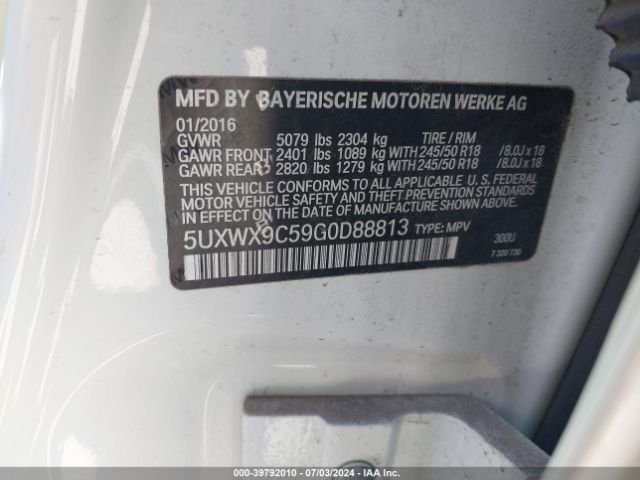 MFD BY BAYERISCHE MOTOREN WERKE AG
01/2016
GVWR 5079 lbs 2304 kg TIRE / RIM
GAWR FRONT 2401 lbs 1089 kg WITH 245/50 R18 /8.0J x 18
GAWR REAR 2820 lbs 1279 kg WITH 245/50 R18 /8.0J x 18
THIS VEHICLE CONFORMS TO ALL APPLICABLE U.S. FEDERAL
MOTOR VEHICLE SAFETY AND THEFT PREVENTION STANDARDS
IN EFFECT ON THE DATE OF MANUFACTURE SHOWN ABOVE.
5UXWX9C59G0D88813 TYPE: MPV 300U
7 320 730
000-39792010 - 07/03/2024 - IAAI.COM